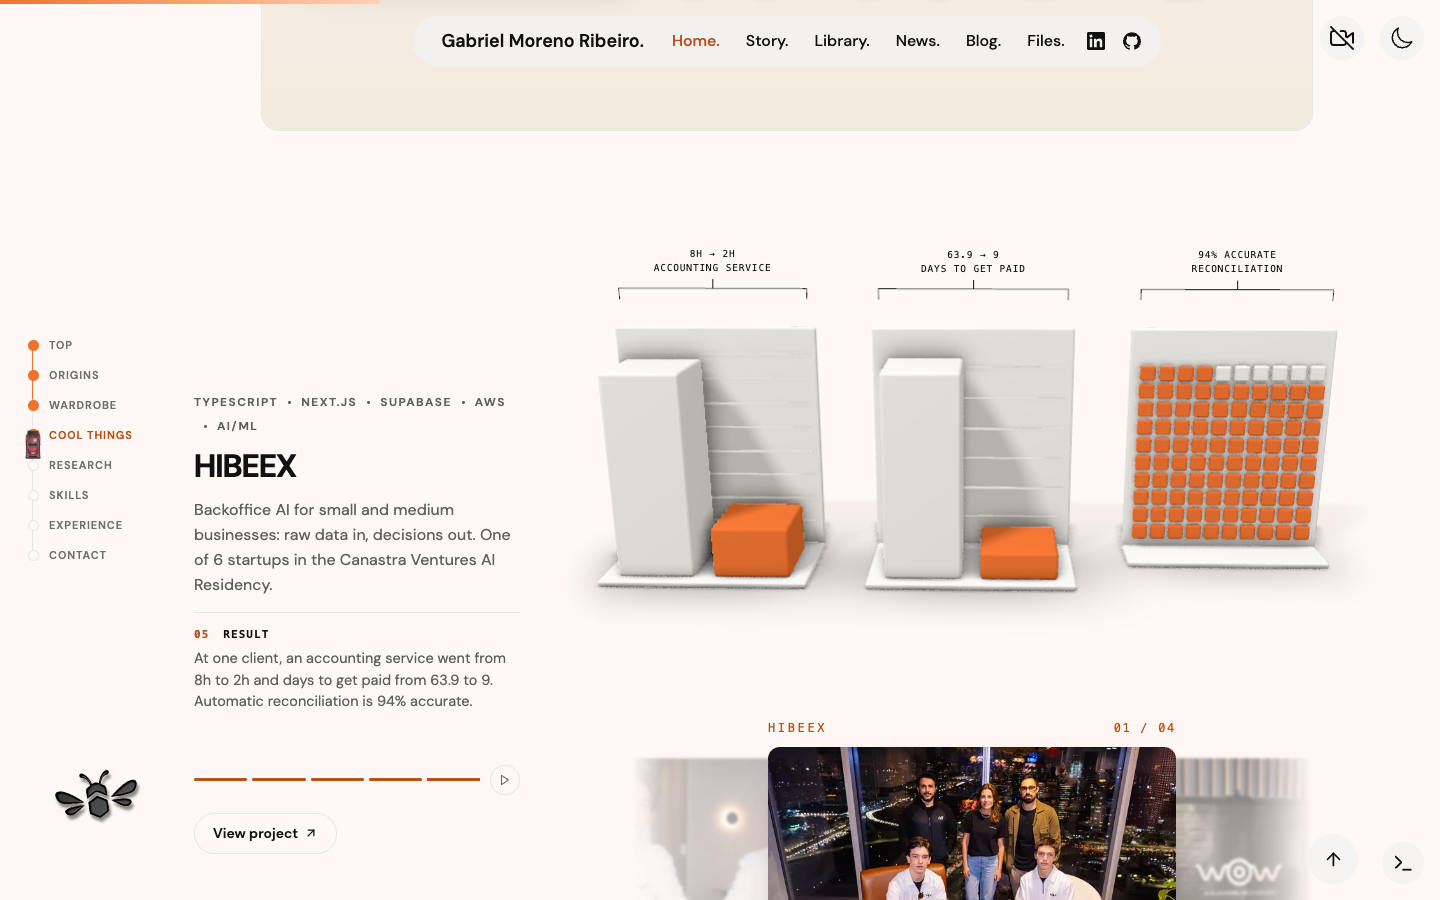 Gabriel Moreno Ribeiro.
Home.
Story.
Library.
News.
Blog.
Files.
8H → 2H
ACCOUNTING SERVICE
63.9 → 9
DAYS TO GET PAID
94% ACCURATE
RECONCILIATION
TOP
ORIGINS
WARDROBE
COOL THINGS
RESEARCH
SKILLS
EXPERIENCE
CONTACT
TYPESCRIPT • NEXT.JS • SUPABASE • AWS
• AI/ML
HIBEEX
Backoffice AI for small and medium
businesses: raw data in, decisions out. One
of 6 startups in the Canastra Ventures AI
Residency.
05 RESULT
At one client, an accounting service went from
8h to 2h and days to get paid from 63.9 to 9.
Automatic reconciliation is 94% accurate.
View project
HIBEEX
01 / 04
WOW